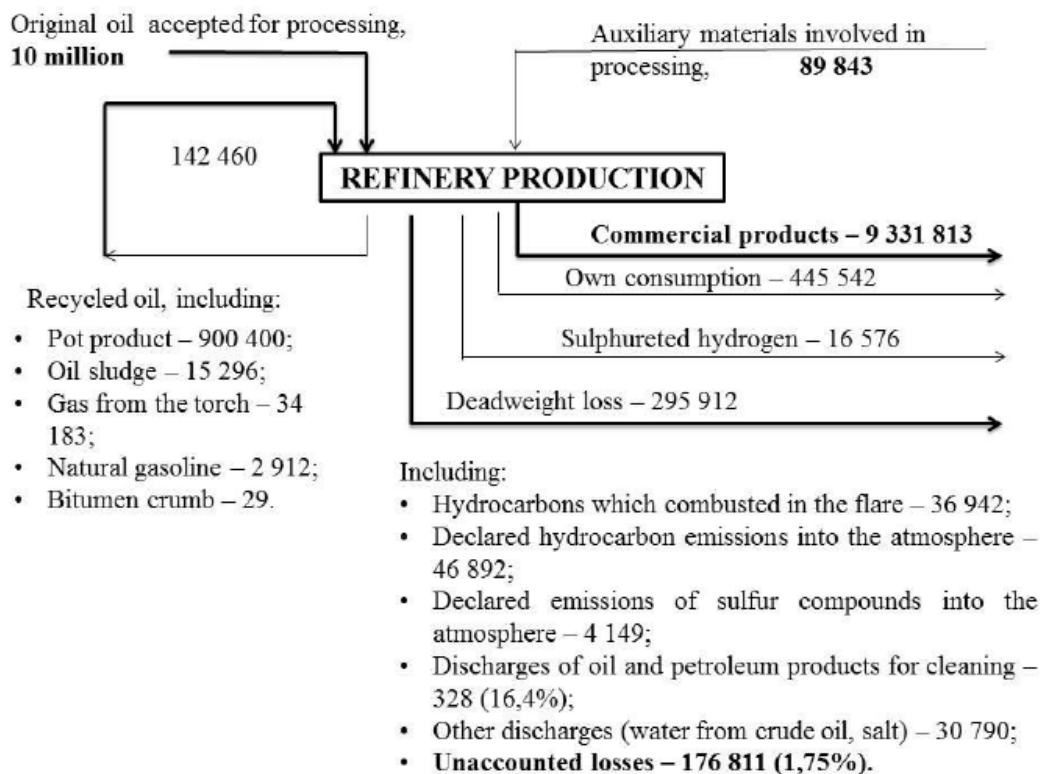 Original oil accepted for processing,
10 million
Auxiliary materials involved in
processing, 89 843
142 460
REFINERY PRODUCTION
Commercial products – 9 331 813
Own consumption – 445 542
Sulphureted hydrogen – 16 576
Deadweight loss – 295 912
Recycled oil, including:
• Pot product – 900 400;
• Oil sludge – 15 296;
• Gas from the torch – 34
183;
• Natural gasoline – 2 912;
• Bitumen crumb – 29.
Including:
• Hydrocarbons which combusted in the flare – 36 942;
• Declared hydrocarbon emissions into the atmosphere –
46 892;
• Declared emissions of sulfur compounds into the
atmosphere – 4 149;
• Discharges of oil and petroleum products for cleaning –
328 (16,4%);
• Other discharges (water from crude oil, salt) – 30 790;
• Unaccounted losses – 176 811 (1,75%).